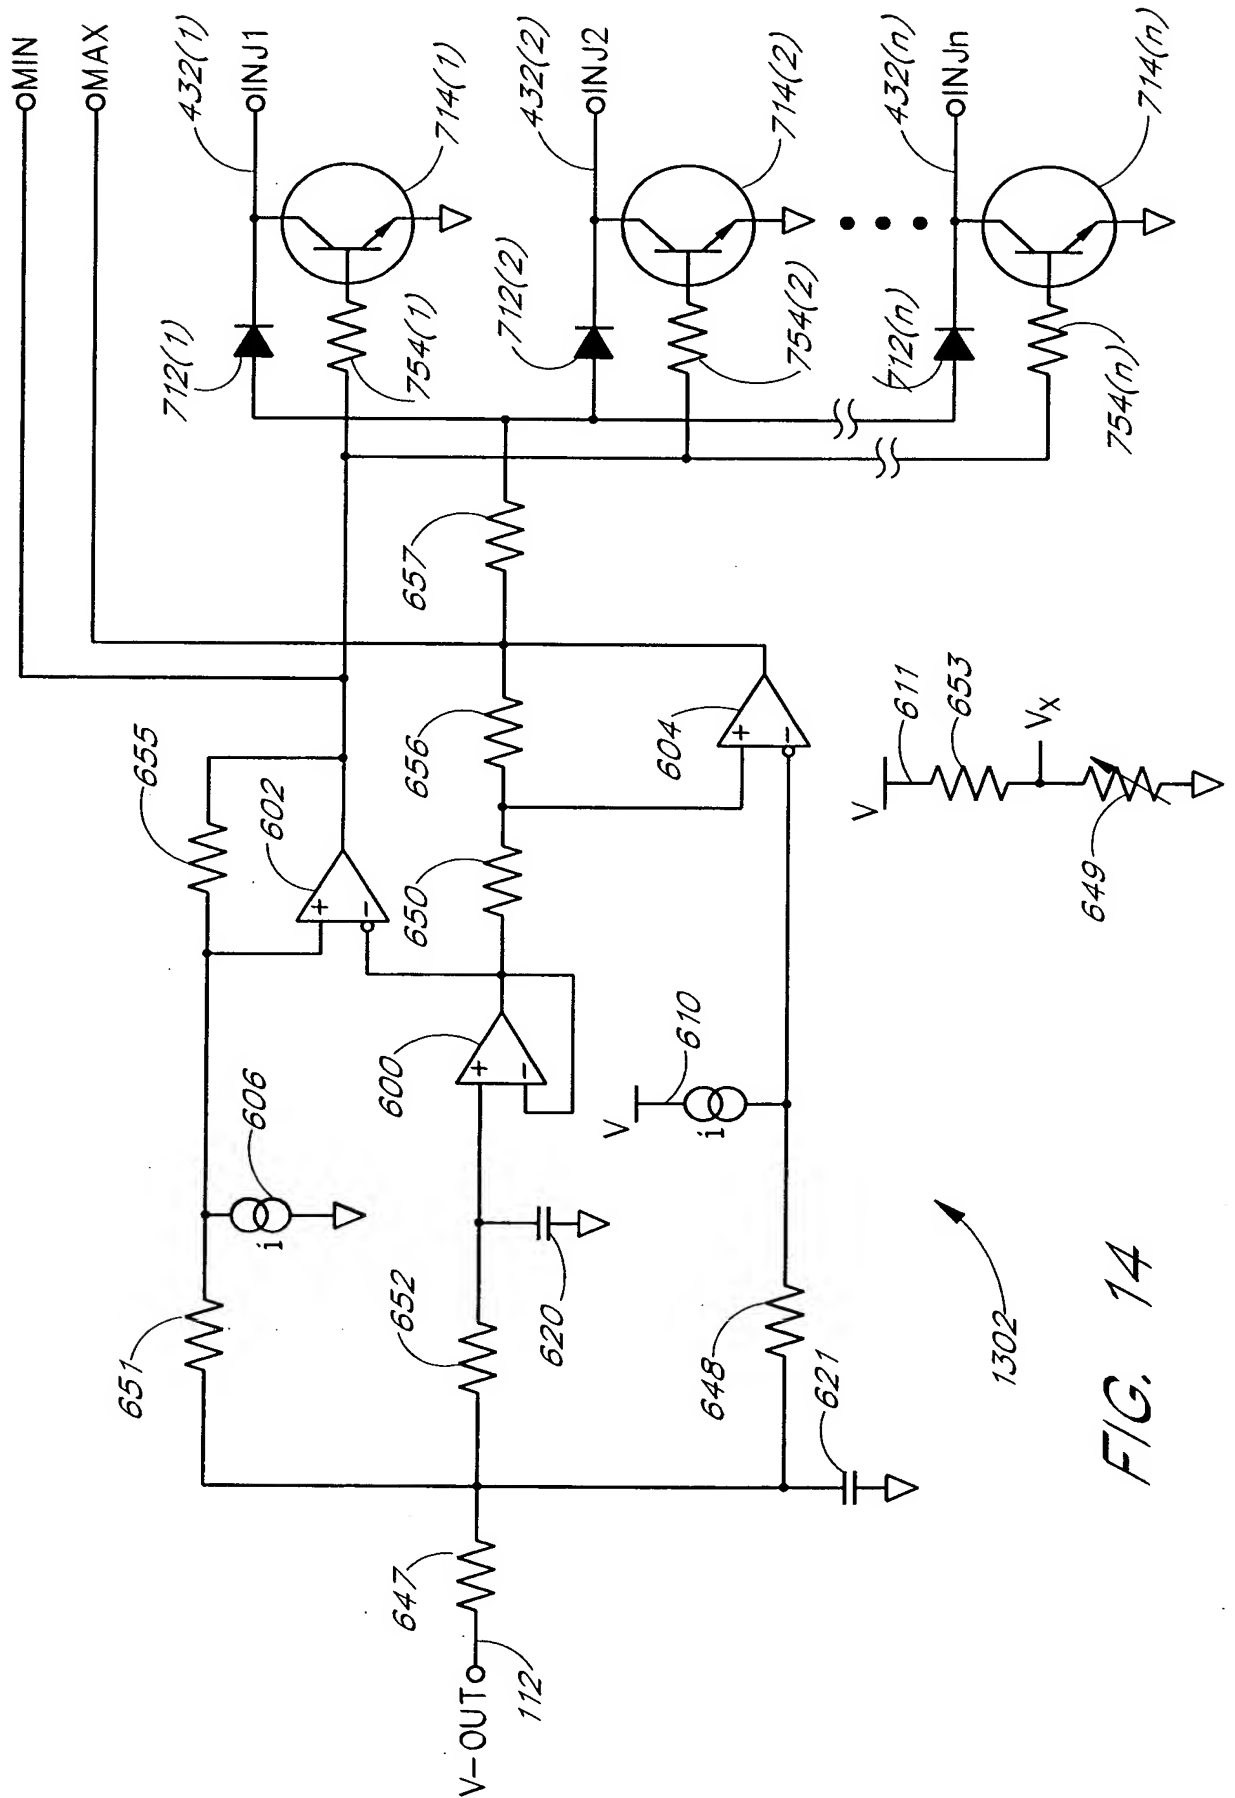 MIN
MAX
432(1)
INJ1
714(1)
712(1)
754(1)
432(2)
INJ2
714(2)
712(2)
754(2)
432(n)
INJn
714(n)
712(n)
754(n)
655
602
+
-
657
656
650
604
+
-
V
611
653
VX
649
651
606
i
600
+
-
V
610
i
652
620
648
621
647
V-OUT
112
1302
FIG. 14